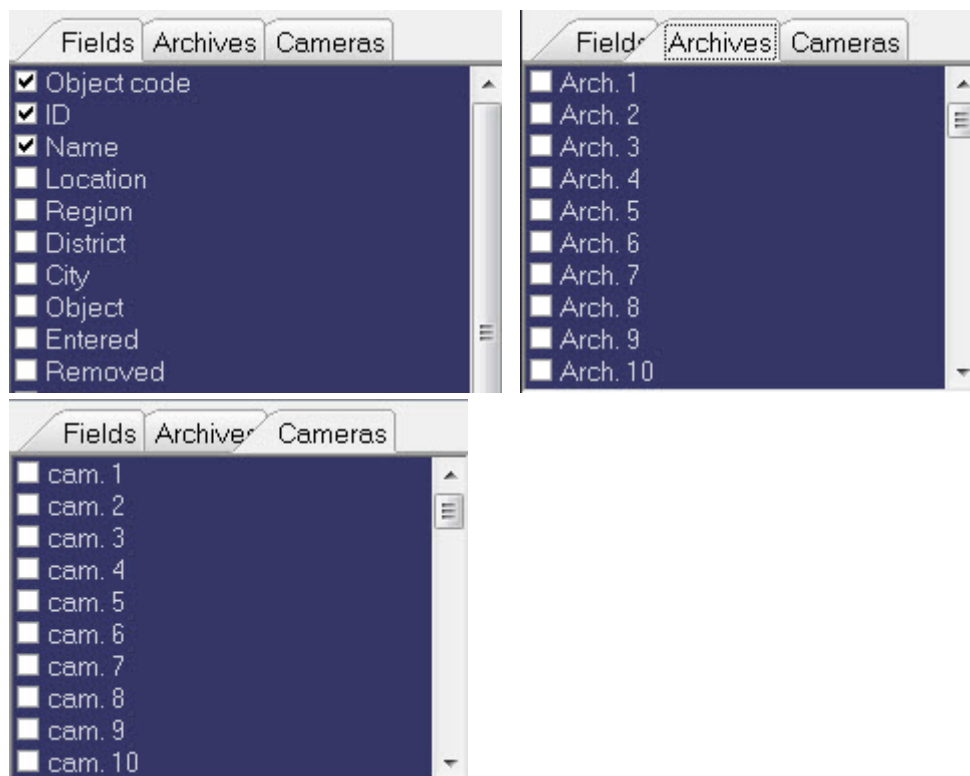 Fields Archives Cameras
Object code
ID
Name
Location
Region
District
City
Object
Entered
Removed
Fields Archives Cameras
Arch. 1
Arch. 2
Arch. 3
Arch. 4
Arch. 5
Arch. 6
Arch. 7
Arch. 8
Arch. 9
Arch. 10
Fields Archives Cameras
cam. 1
cam. 2
cam. 3
cam. 4
cam. 5
cam. 6
cam. 7
cam. 8
cam. 9
cam. 10